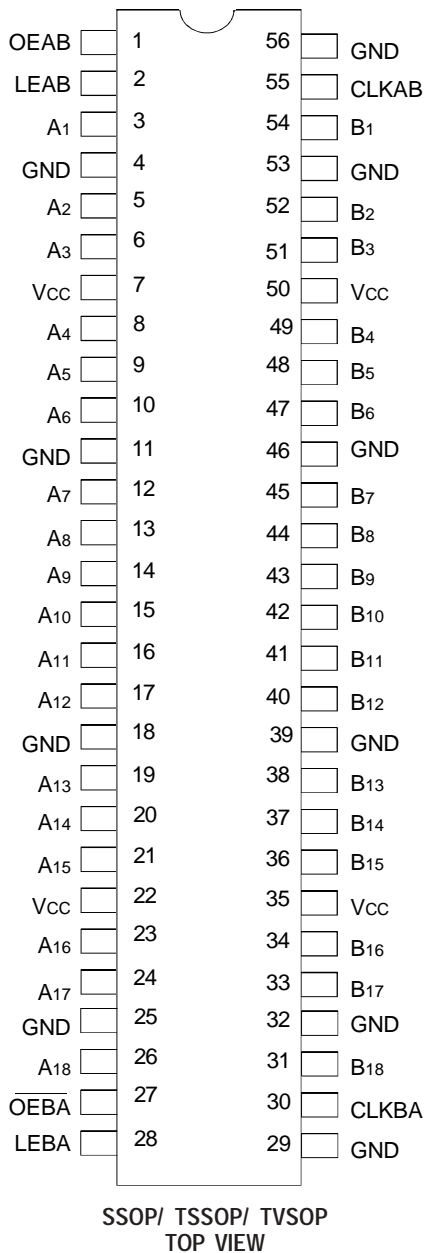 OEAB 1 56 GND
LEAB 2 55 CLKAB
A1 3 54 B1
GND 4 53 GND
A2 5 52 B2
A3 6 51 B3
VCC 7 50 VCC
A4 8 49 B4
A5 9 48 B5
A6 10 47 B6
GND 11 46 GND
A7 12 45 B7
A8 13 44 B8
A9 14 43 B9
A10 15 42 B10
A11 16 41 B11
A12 17 40 B12
GND 18 39 GND
A13 19 38 B13
A14 20 37 B14
A15 21 36 B15
VCC 22 35 VCC
A16 23 34 B16
A17 24 33 B17
GND 25 32 GND
A18 26 31 B18
OEBA 27 30 CLKBA
LEBA 28 29 GND
SSOP/ TSSOP/ TVSOP
TOP VIEW